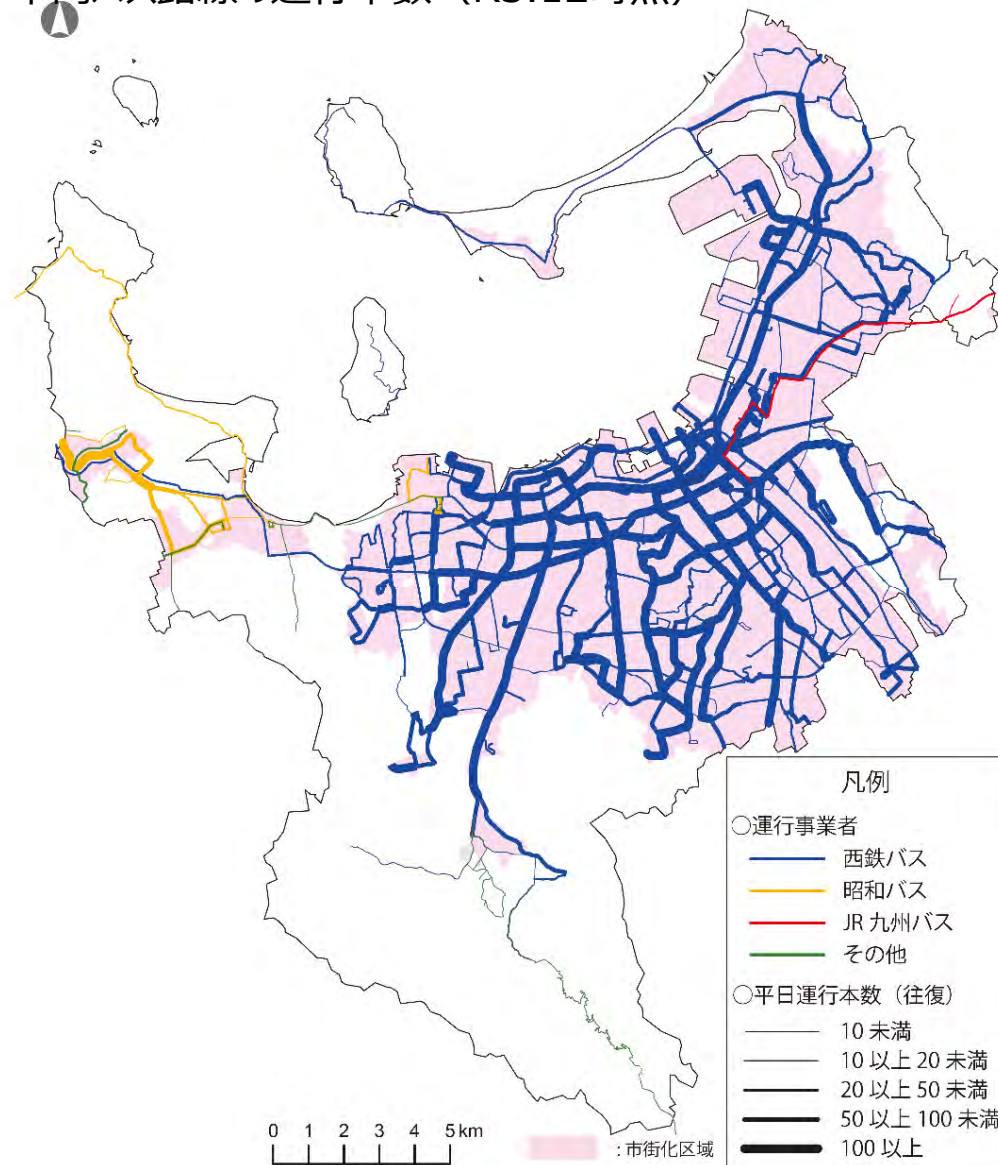 凡例
○運行事業者
西鉄バス
昭和バス
JR 九州バス
その他
○平日運行本数（往復）
10 未満
10 以上 20 未満
20 以上 50 未満
50 以上 100 未満
100 以上
0 1 2 3 4 5 km
：市街化区域